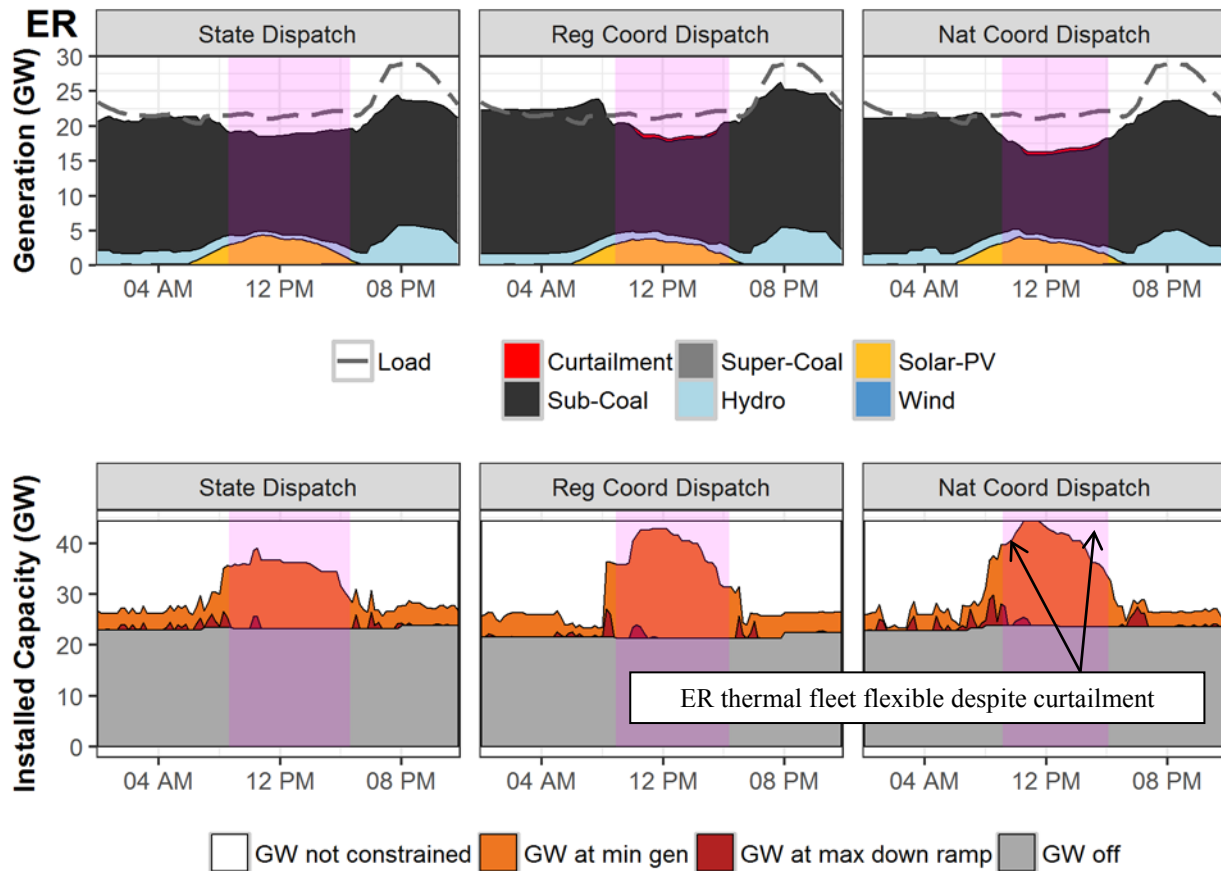 ER
State Dispatch Reg Coord Dispatch Nat Coord Dispatch
Generation (GW)
30
25
20
15
10
5
0
04 AM 12 PM 08 PM 04 AM 12 PM 08 PM 04 AM 12 PM 08 PM
Load Curtailment Super-Coal Solar-PV
Sub-Coal Hydro Wind
State Dispatch Reg Coord Dispatch Nat Coord Dispatch
Installed Capacity (GW)
40
30
20
10
0
ER thermal fleet flexible despite curtailment
04 AM 12 PM 08 PM 04 AM 12 PM 08 PM 04 AM 12 PM 08 PM
GW not constrained GW at min gen GW at max down ramp GW off